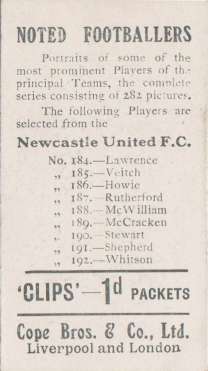 NOTED FOOTBALLERS
Portraits of some of the
most prominent Players of the
principal Teams, the complete
series consisting of 282 pictures.
The following Players are
selected from the
Newcastle United F.C.
No. 184.—Lawrence
„ 185.—Veitch
„ 186.—Howie
„ 187.—Rutherford
„ 188.—McWilliam
„ 189.—McCracken
„ 190.—Stewart
„ 191.—Shepherd
„ 192.—Whitson
'CLIPS'—1d PACKETS
Cope Bros. & Co., Ltd.
Liverpool and London